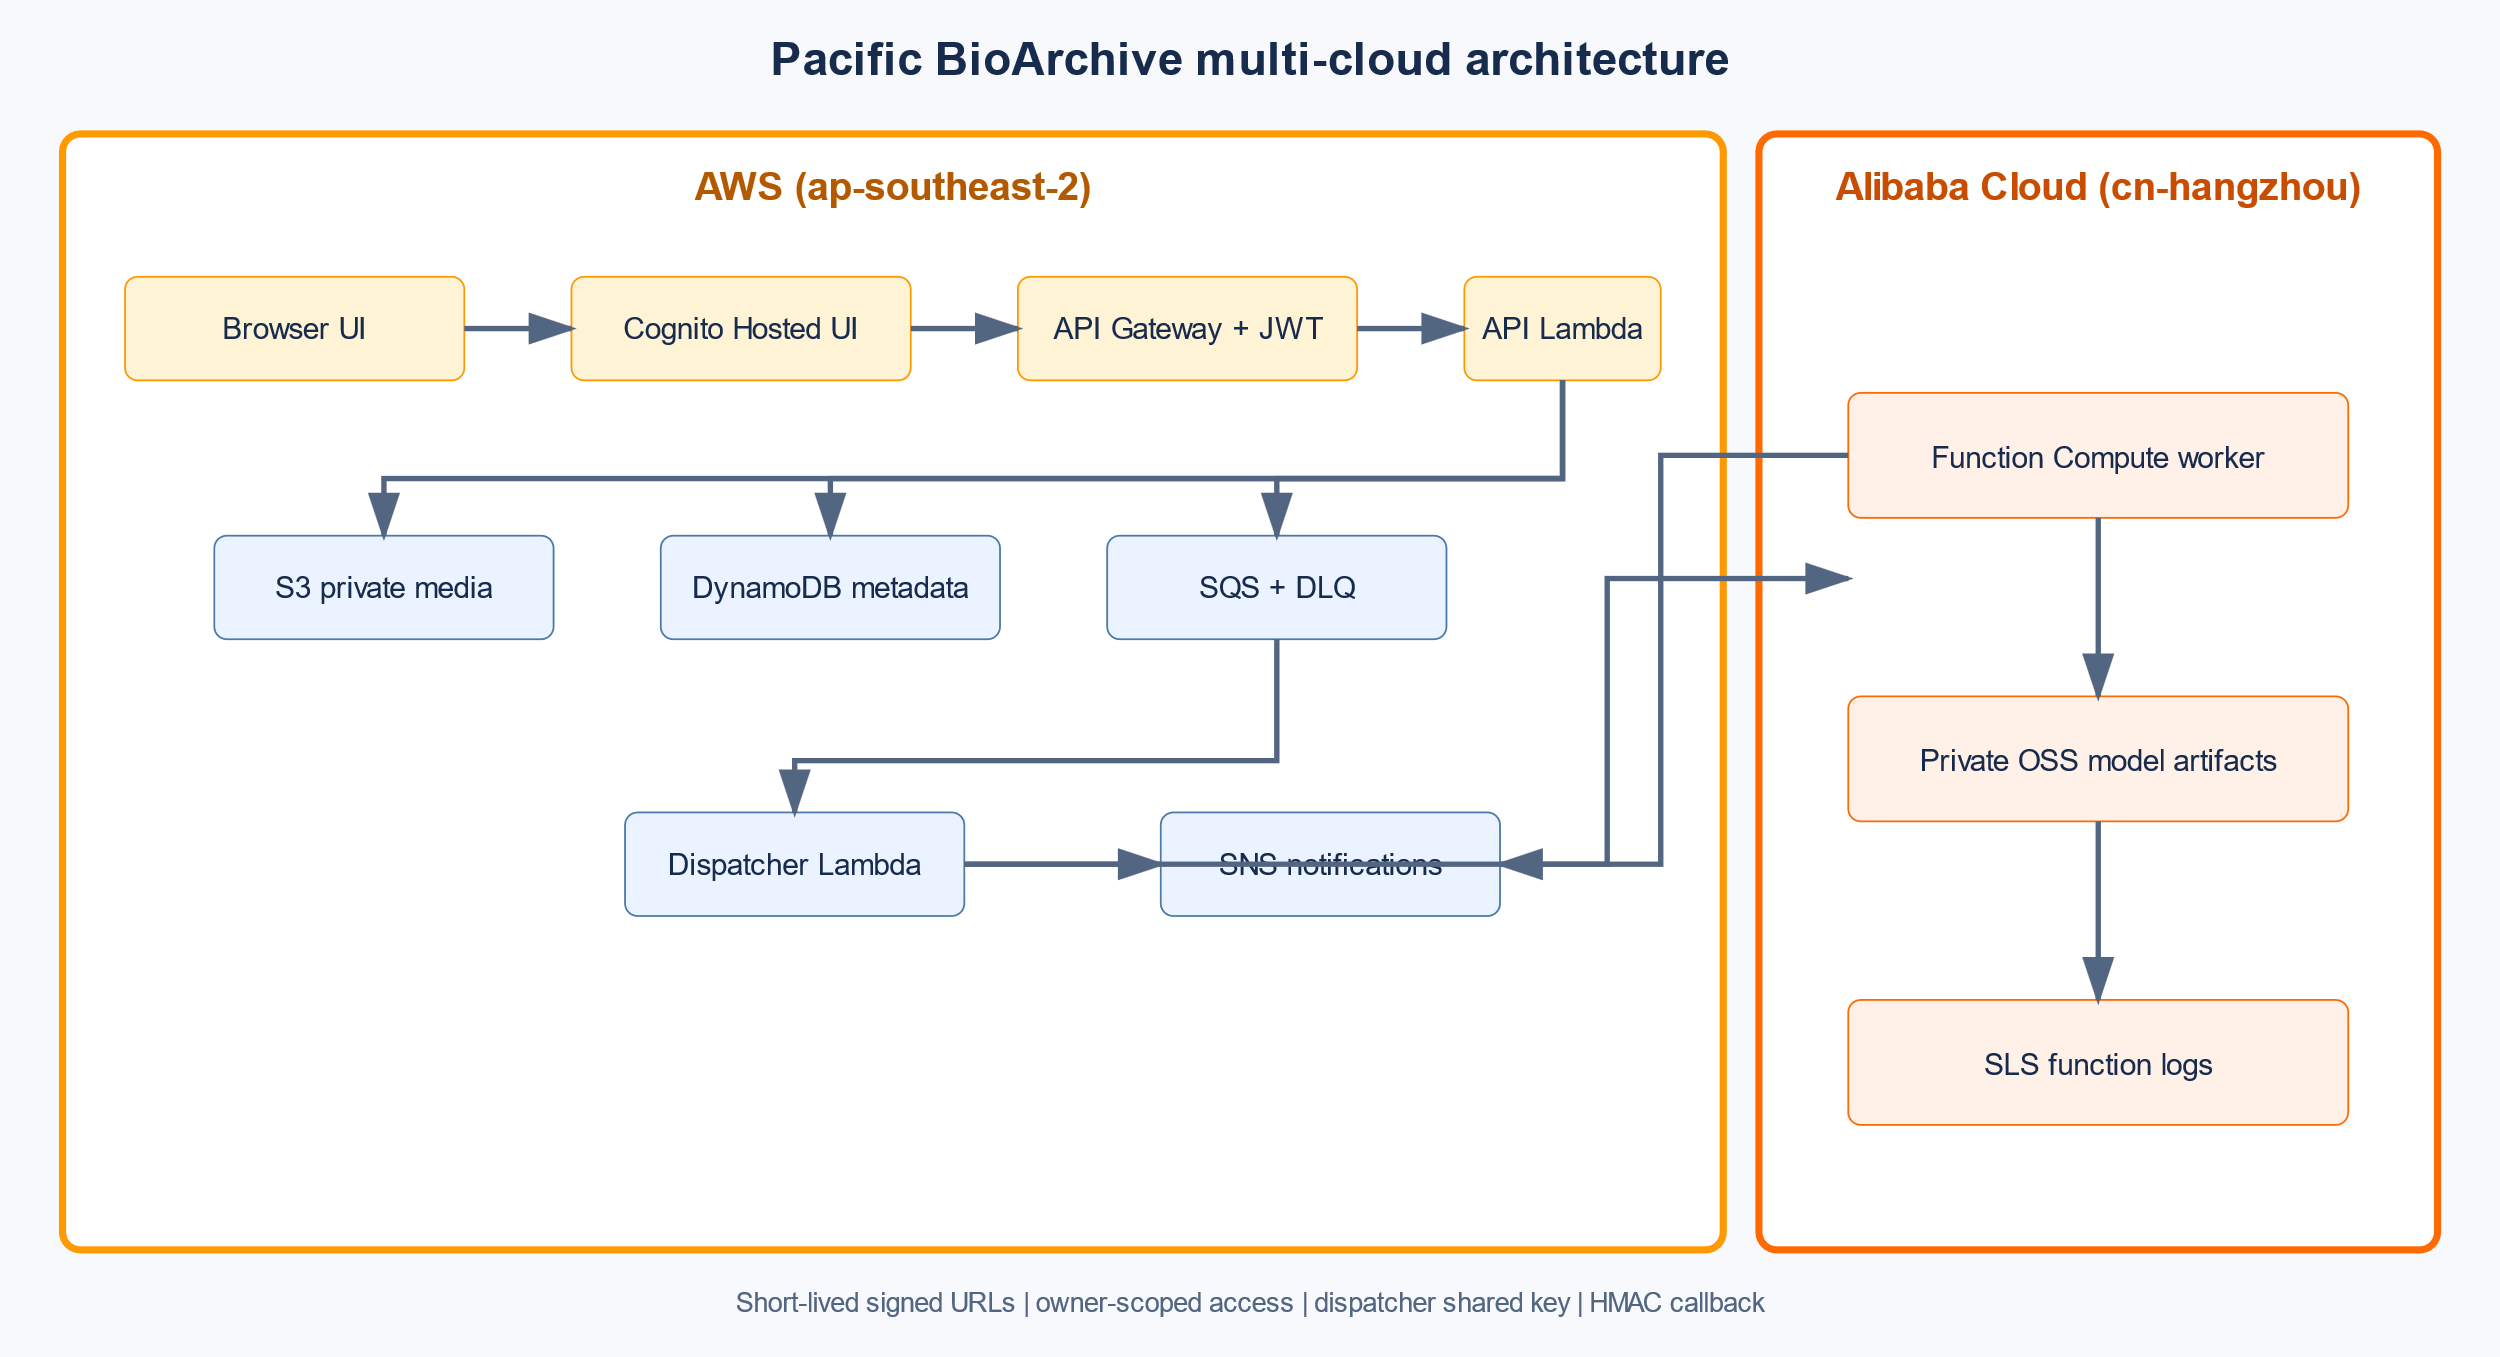 Pacific BioArchive multi-cloud architecture
AWS (ap-southeast-2)
Alibaba Cloud (cn-hangzhou)
Browser UI
Cognito Hosted UI
API Gateway + JWT
API Lambda
Function Compute worker
S3 private media
DynamoDB metadata
SQS + DLQ
Private OSS model artifacts
Dispatcher Lambda
SNS notifications
SLS function logs
Short-lived signed URLs | owner-scoped access | dispatcher shared key | HMAC callback